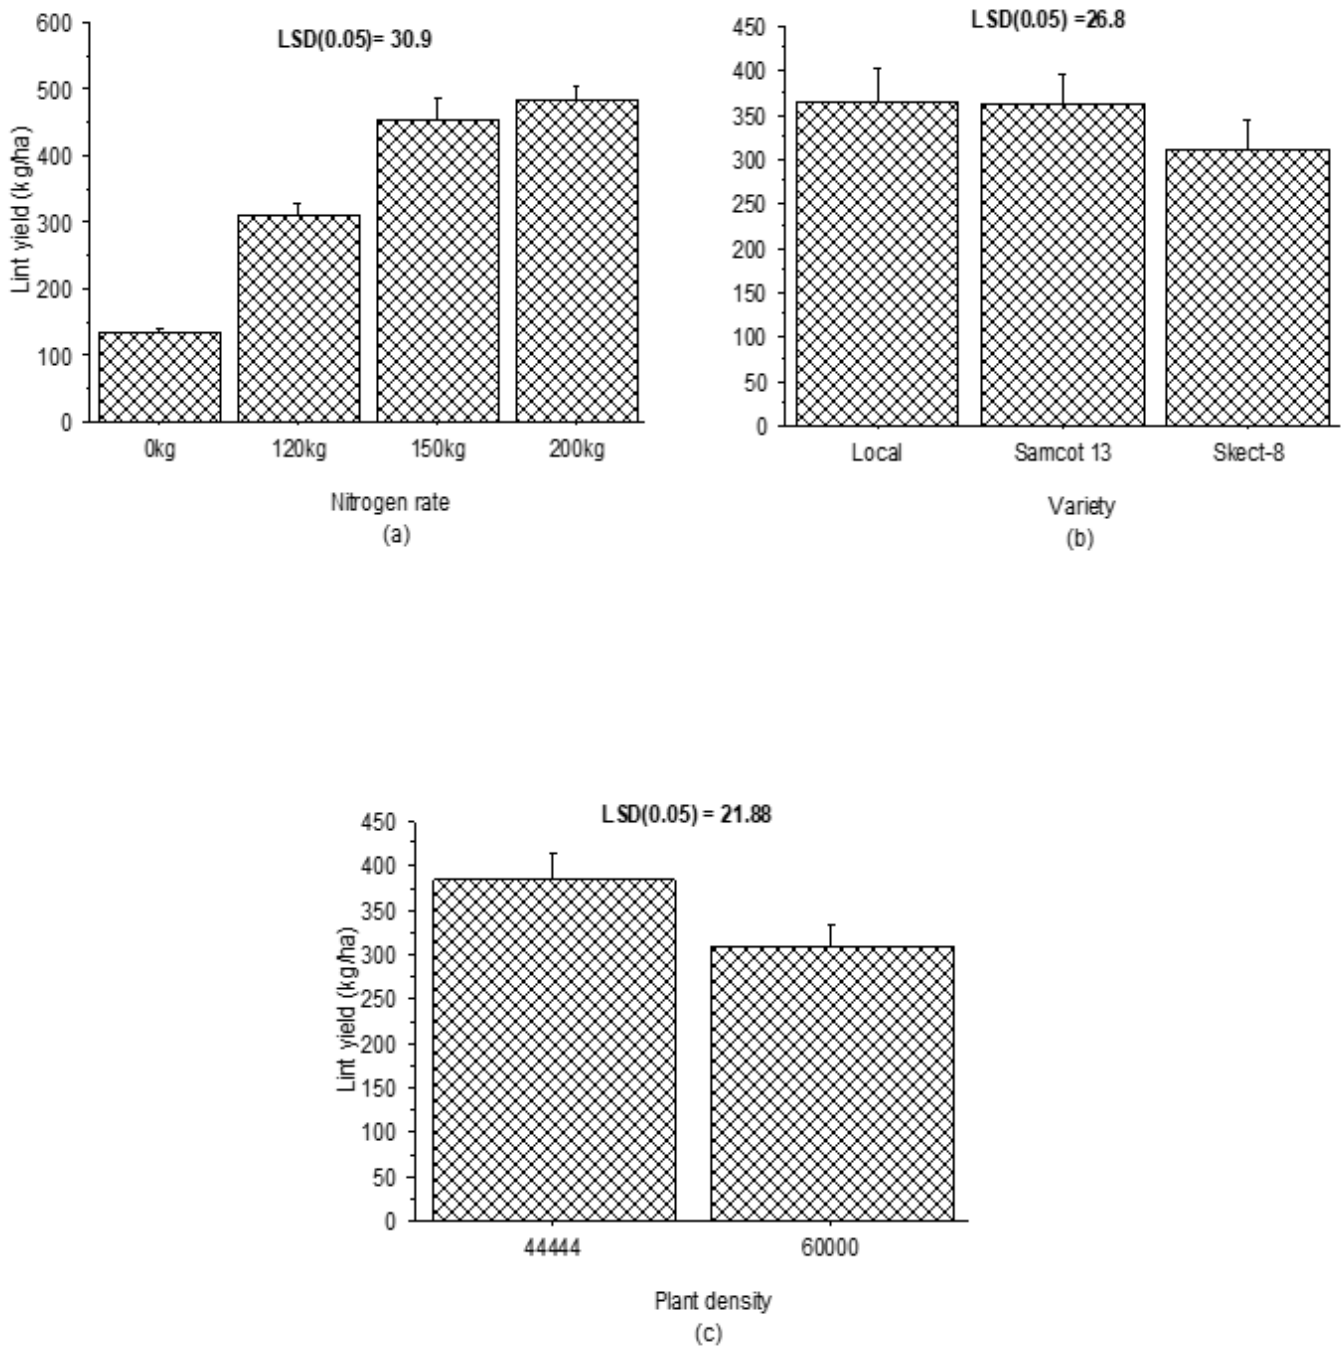 LSD(0.05)= 30.9
Lint yield (kg/ha)
600
500
400
300
200
100
0
0kg 120kg 150kg 200kg
Nitrogen rate
(a)
LSD(0.05) =26.8
450
400
350
300
250
200
150
100
50
0
Local Samcot 13 Skect-8
Variety
(b)
LSD(0.05) = 21.88
Lint yield (kg/ha)
450
400
350
300
250
200
150
100
50
0
44444 60000
Plant density
(c)